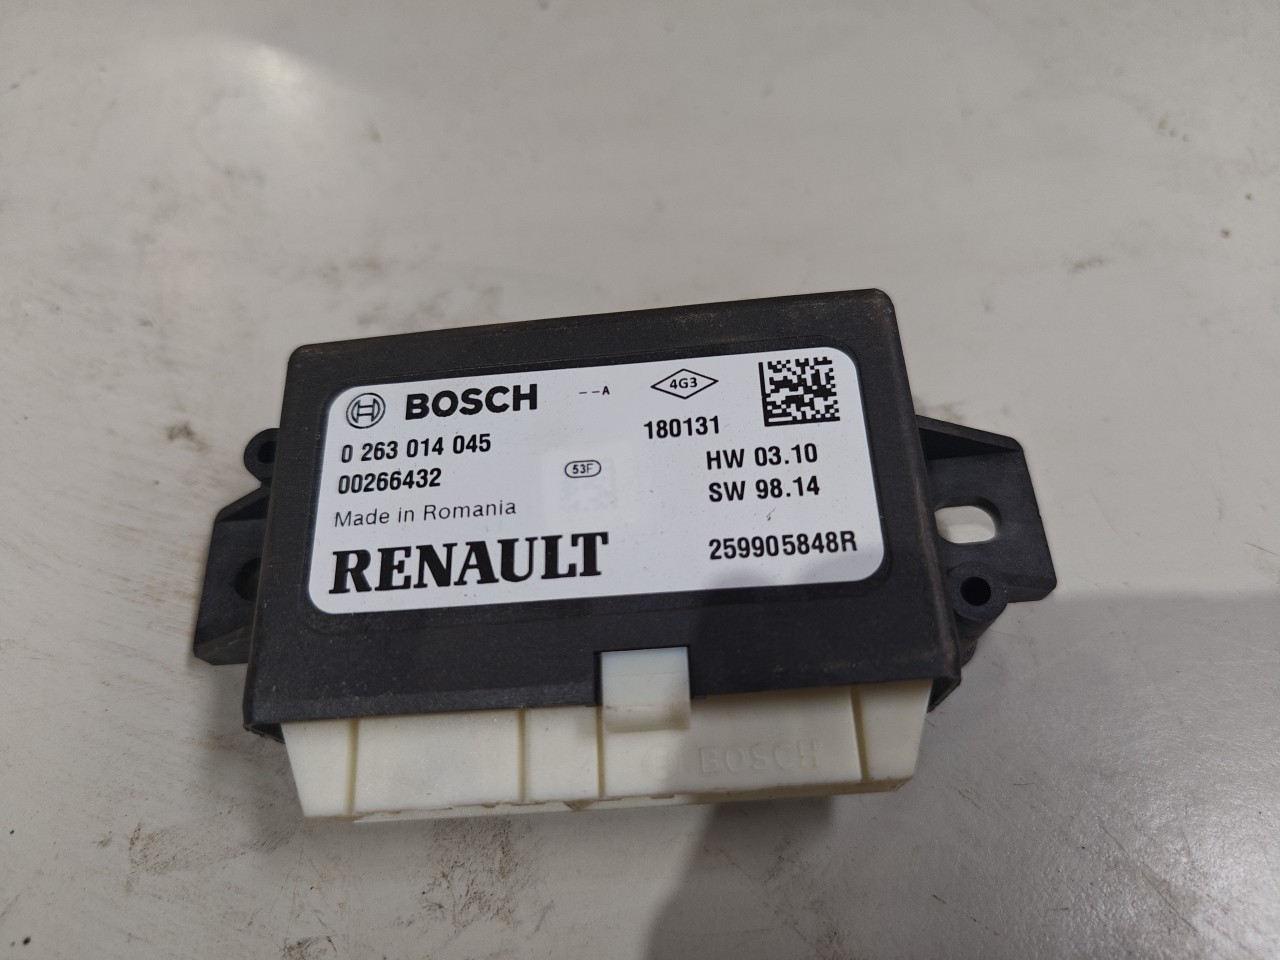 BOSCH --A 4G3
0 263 014 045 180131
00266432 53F HW 03.10
SW 98.14
Made in Romania
RENAULT 259905848R
BOSCH